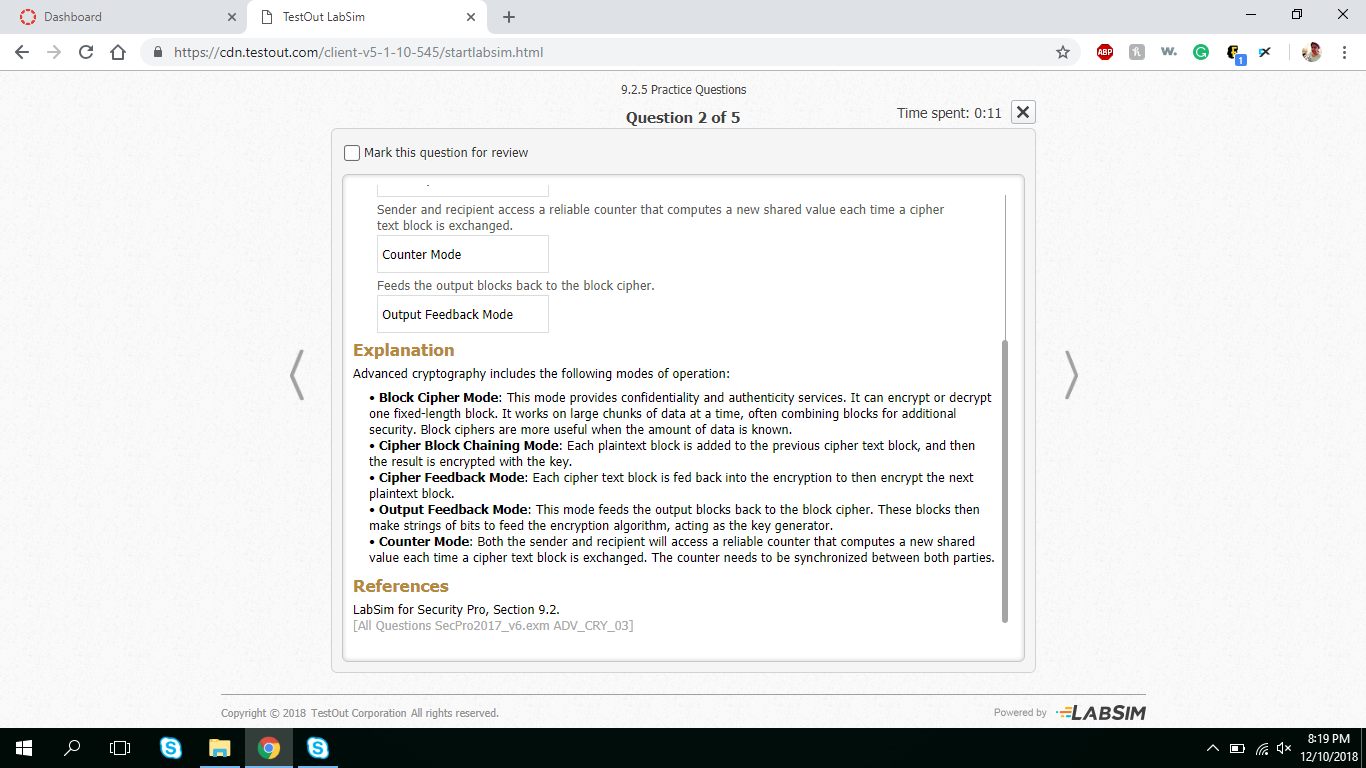 Dashboard
TestOut LabSim
https://cdn.testout.com/client-v5-1-10-545/startlabsim.html
ABP
w.
1
9.2.5 Practice Questions
Question 2 of 5
Time spent: 0:11
Mark this question for review
Sender and recipient access a reliable counter that computes a new shared value each time a cipher
text block is exchanged.
Counter Mode
Feeds the output blocks back to the block cipher.
Output Feedback Mode
Explanation
Advanced cryptography includes the following modes of operation:
• Block Cipher Mode: This mode provides confidentiality and authenticity services. It can encrypt or decrypt
one fixed-length block. It works on large chunks of data at a time, often combining blocks for additional
security. Block ciphers are more useful when the amount of data is known.
• Cipher Block Chaining Mode: Each plaintext block is added to the previous cipher text block, and then
the result is encrypted with the key.
• Cipher Feedback Mode: Each cipher text block is fed back into the encryption to then encrypt the next
plaintext block.
• Output Feedback Mode: This mode feeds the output blocks back to the block cipher. These blocks then
make strings of bits to feed the encryption algorithm, acting as the key generator.
• Counter Mode: Both the sender and recipient will access a reliable counter that computes a new shared
value each time a cipher text block is exchanged. The counter needs to be synchronized between both parties.
References
LabSim for Security Pro, Section 9.2.
[All Questions SecPro2017_v6.exm ADV_CRY_03]
Copyright © 2018 TestOut Corporation All rights reserved.
Powered by LABSIM
8:19 PM
12/10/2018